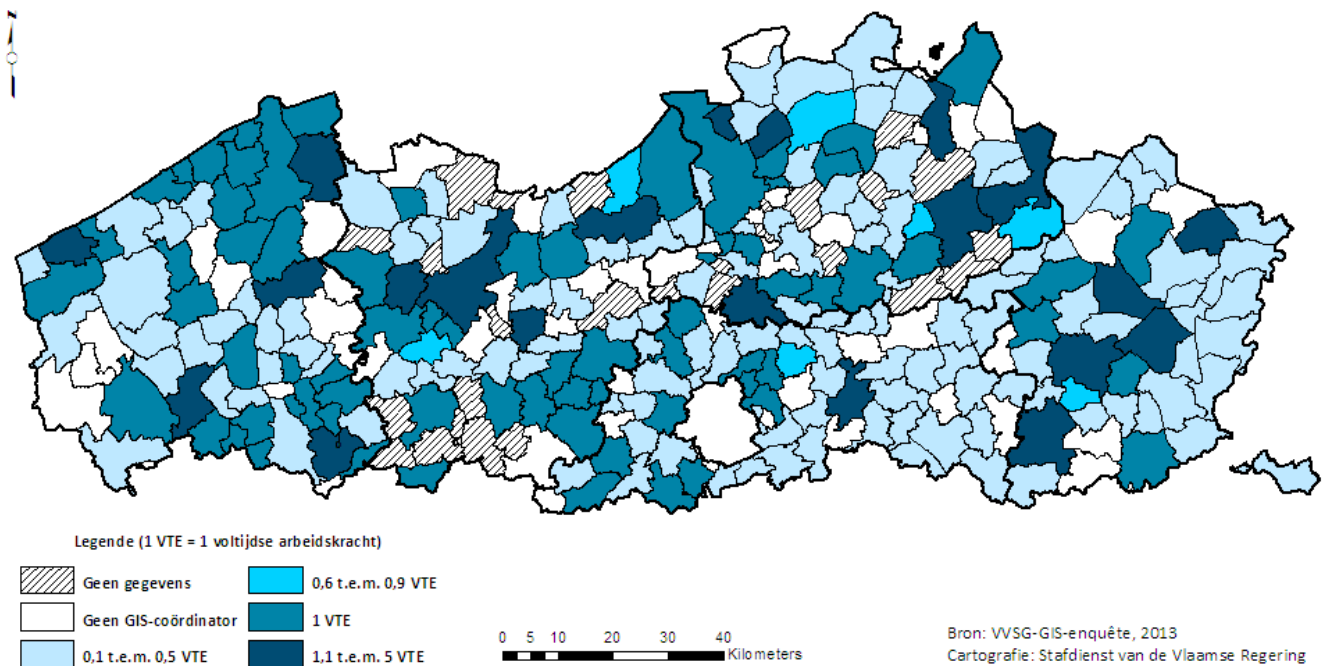 z
Legende (1 VTE = 1 voltijdse arbeidskracht)
Geen gegevens
0,6 t.e.m. 0,9 VTE
Geen GIS-coördinator
1 VTE
0,1 t.e.m. 0,5 VTE
1,1 t.e.m. 5 VTE
0 5 10 20 30 40
Kilometers
Bron: VVSG-GIS-enquête, 2013
Cartografie: Stafdienst van de Vlaamse Regering